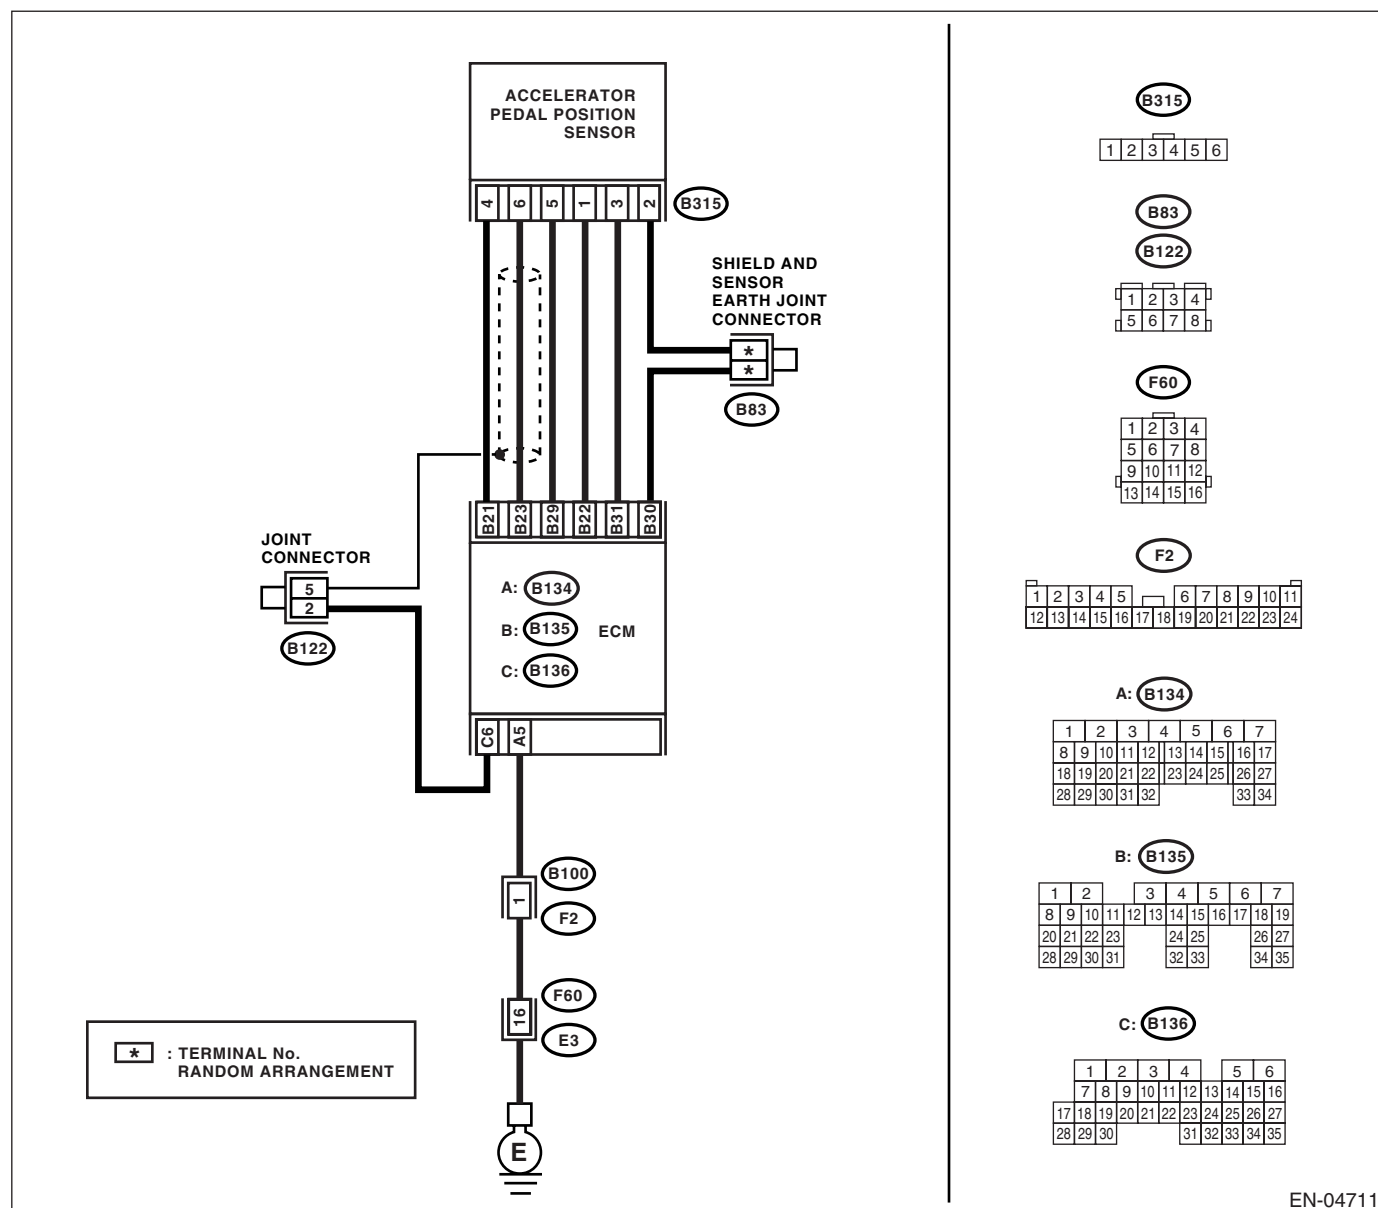 ACCELERATOR
PEDAL POSITION
SENSOR
4 6 5 1 3 2
B315
SHIELD AND
SENSOR
EARTH JOINT
CONNECTOR
*
*
B83
B21 B23 B29 B22 B31 B30
JOINT
CONNECTOR
5
2
B122
A: B134
B: B135 ECM
C: B136
C6 A5
B100
1
F2
F60
16
E3
E
* : TERMINAL No.
RANDOM ARRANGEMENT
B315
1 2 3 4 5 6
B83
B122
1 2 3 4
5 6 7 8
F60
1 2 3 4
5 6 7 8
9 10 11 12
13 14 15 16
F2
1 2 3 4 5 6 7 8 9 10 11
12 13 14 15 16 17 18 19 20 21 22 23 24
A: B134
1 2 3 4 5 6 7
8 9 10 11 12 13 14 15 16 17
18 19 20 21 22 23 24 25 26 27
28 29 30 31 32 33 34
B: B135
1 2 3 4 5 6 7
8 9 10 11 12 13 14 15 16 17 18 19
20 21 22 23 24 25 26 27
28 29 30 31 32 33 34 35
C: B136
1 2 3 4 5 6
7 8 9 10 11 12 13 14 15 16
17 18 19 20 21 22 23 24 25 26 27
28 29 30 31 32 33 34 35
EN-04711